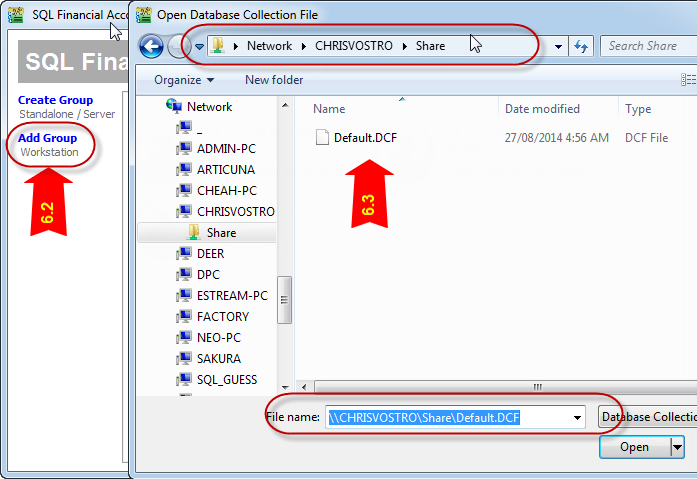 SQL Financial Acc
SQL Fina
Create Group
Standalone / Server
Add Group
Workstation
6.2
Open Database Collection File
Network
CHRISVOSTRO
Share
Search Share
Organize
New folder
Network
_
ADMIN-PC
ARTICUNA
CHEAH-PC
CHRISVOSTRO
Share
DEER
DPC
ESTREAM-PC
FACTORY
NEO-PC
SAKURA
SQL_GUESS
Name
Date modified
Type
Default.DCF
27/08/2014 4:56 AM
DCF File
6.3
File name:
\\CHRISVOSTRO\Share\Default.DCF
Database Collectio
Open